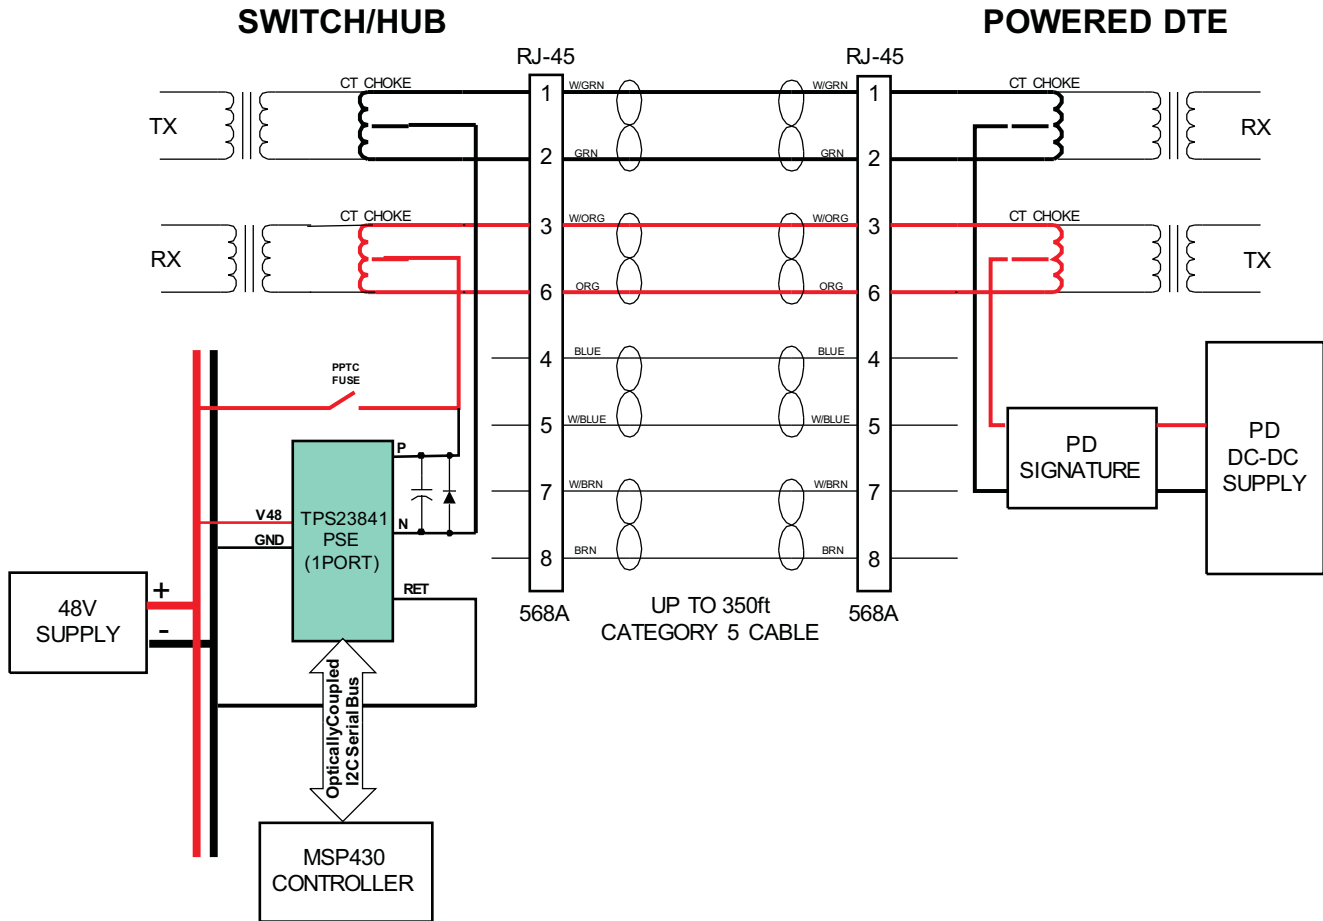 SWITCH/HUB
POWERED DTE
RJ-45
RJ-45
CT CHOKE
W/GRN
W/GRN
CT CHOKE
1
1
TX
RX
2
GRN
GRN
2
CT CHOKE
W/ORG
W/ORG
CT CHOKE
3
3
RX
TX
6
ORG
ORG
6
4
BLUE
BLUE
4
PPTC
FUSE
5
W/BLUE
W/BLUE
5
7
W/BRN
W/BRN
7
8
BRN
BRN
8
568A
568A
UP TO 350ft
CATEGORY 5 CABLE
PD
SIGNATURE
PD
DC-DC
SUPPLY
P
N
V48
GND
RET
TPS23841
PSE
(1PORT)
+
-
48V
SUPPLY
OpticallyCoupled
I2CSerialBus
MSP430
CONTROLLER